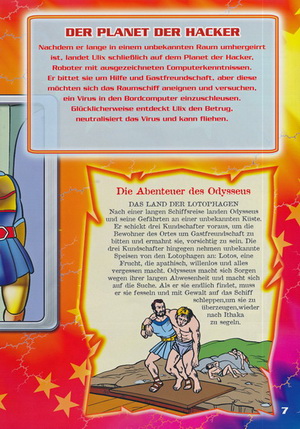 DER PLANET DER HACKER
Nachdem er lange in einem unbekannten Raum umhergeirrt
ist, landet Ulix schließlich auf dem Planet der Hacker,
Roboter mit ausgezeichneten Computerkenntnissen.
Er bittet sie um Hilfe und Gastfreundschaft, aber diese
möchten sich das Raumschiff aneignen und versuchen,
ein Virus in den Bordcomputer einzuschleusen.
Glücklicherweise entdeckt Ulix den Betrug,
neutralisiert das Virus und kann fliehen.
Die Abenteuer des Odysseus
DAS LAND DER LOTOPHAGEN
Nach einer langen Schiffsreise landen Odysseus
und seine Gefährten an einer unbekannten Küste.
Er schickt drei Kundschafter voraus, um die
Bewohner des Ortes um Gastfreundschaft zu
bitten und ermahnt sie, vorsichtig zu sein. Die
drei Kundschafter hingegen nehmen unbekannte
Speisen von den Lotophagen an: Lotos, eine
Frucht, die apathisch, willenlos und alles
vergessen macht. Odysseus macht sich Sorgen
wegen ihrer langen Abwesenheit und macht sich
auf die Suche. Als er sie endlich findet, muss
er sie fesseln und mit Gewalt auf das Schiff
schleppen,um sie zu
überzeugen,wieder
nach Ithaka
zu segeln.
7